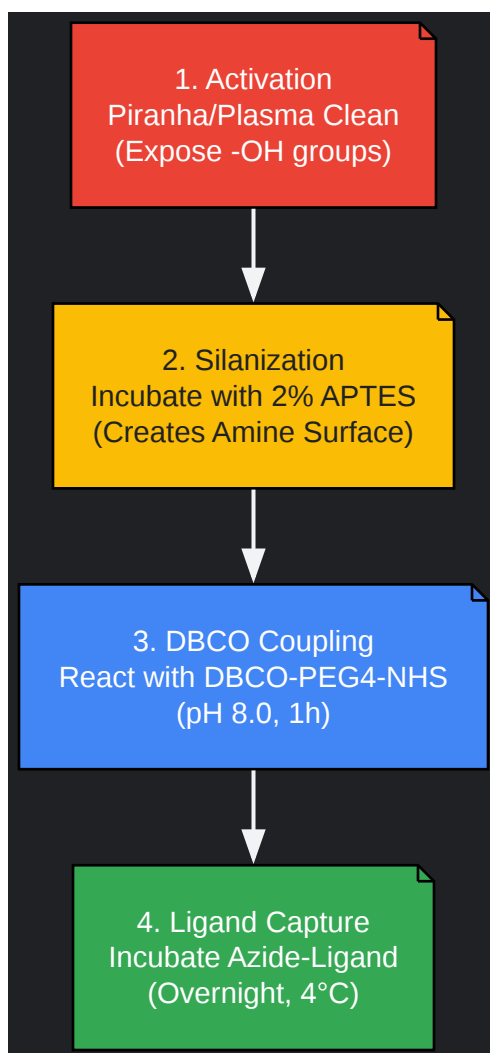 1. Activation
Piranha/Plasma Clean
(Expose -OH groups)
2. Silanization
Incubate with 2% APTES
(Creates Amine Surface)
3. DBCO Coupling
React with DBCO-PEG4-NHS
(pH 8.0, 1h)
4. Ligand Capture
Incubate Azide-Ligand
(Overnight, 4°C)